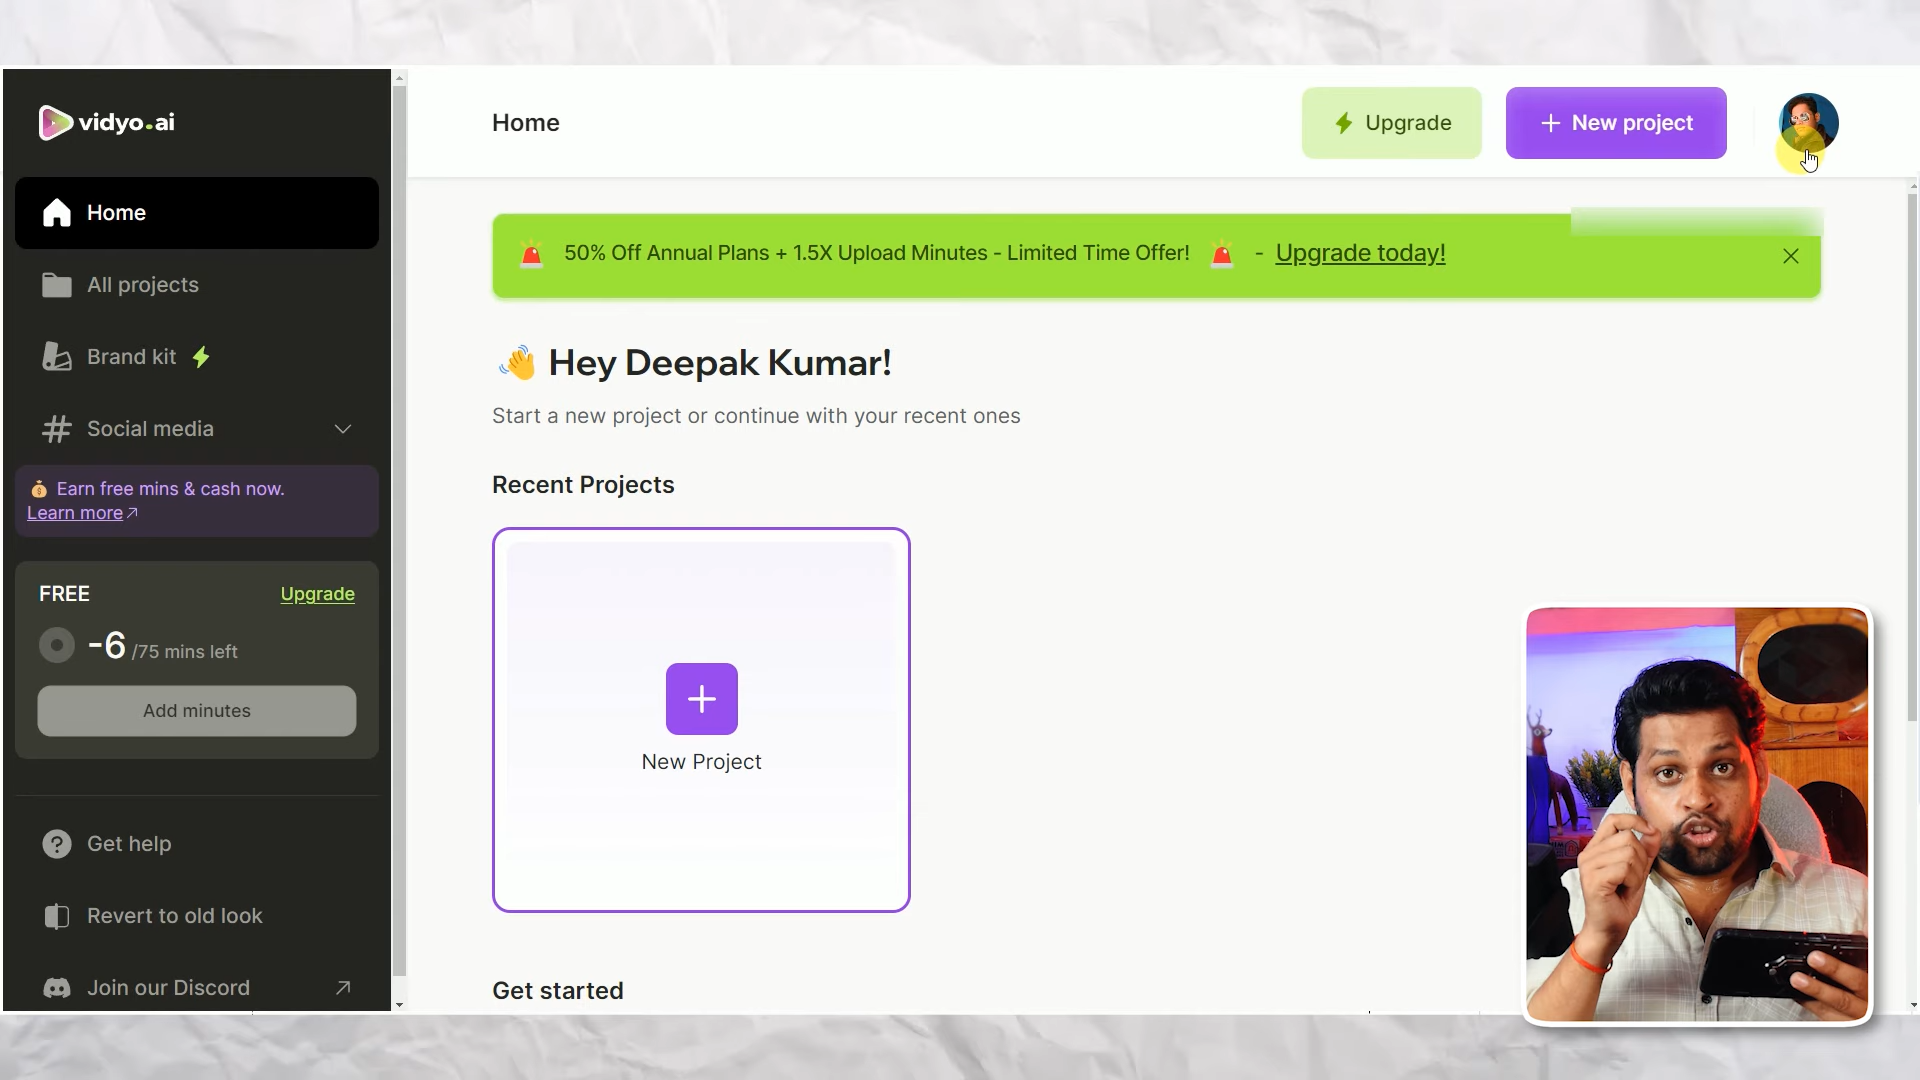 vidyo.ai
Home
All projects
Brand kit
Social media
Earn free mins & cash now.
Learn more
FREE
Upgrade
-6 /75 mins left
Add minutes
Get help
Revert to old look
Join our Discord
Home
Upgrade
+ New project
50% Off Annual Plans + 1.5X Upload Minutes - Limited Time Offer! - Upgrade today!
Hey Deepak Kumar!
Start a new project or continue with your recent ones
Recent Projects
New Project
Get started